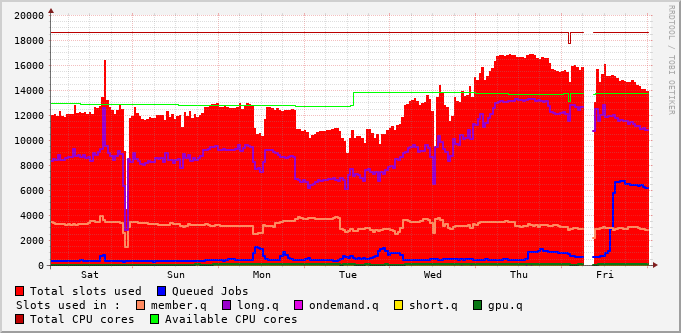 20000
18000
16000
14000
12000
10000
8000
6000
4000
2000
0
Sat Sun Mon Tue Wed Thu Fri
RRDTOOL / TOBI OETIKER
Total slots used Queued Jobs
Slots used in : member.q long.q ondemand.q short.q gpu.q
Total CPU cores Available CPU cores